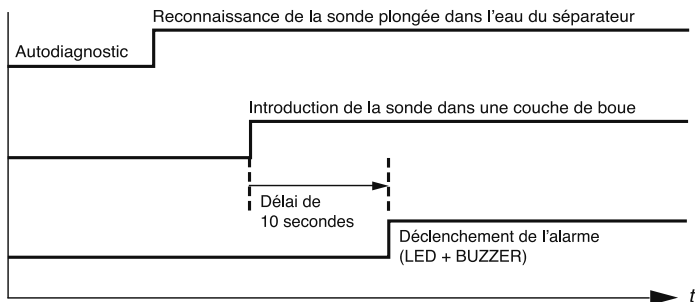 Reconnaissance de la sonde plongée dans l'eau du séparateur
Autodiagnostic
Introduction de la sonde dans une couche de boue
Délai de
10 secondes
Déclenchement de l'alarme
(LED + BUZZER)
t